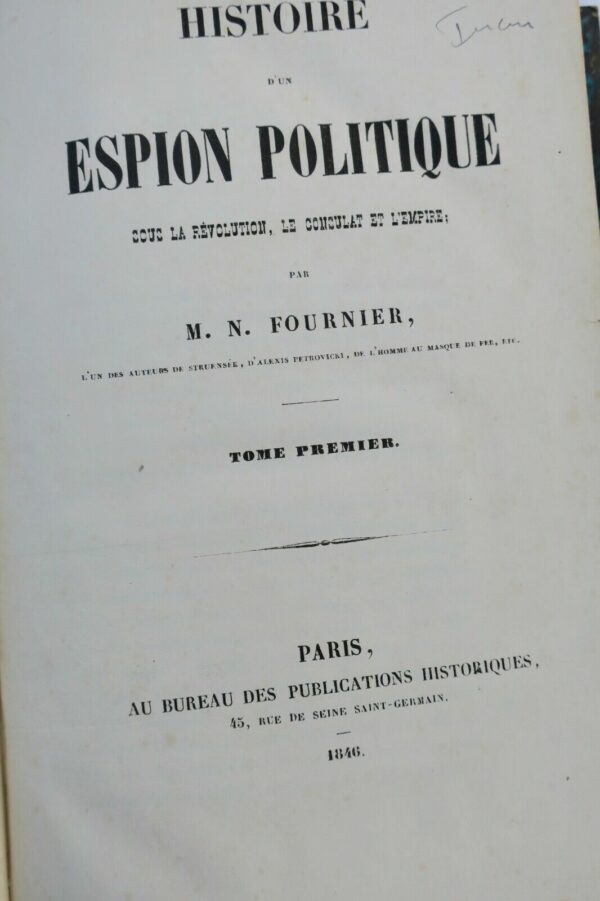 HISTOIRE
D'UN
ESPION POLITIQUE
SOUS LA RÉVOLUTION, LE CONSULAT ET L'EMPIRE;
PAR
M. N. FOURNIER,
L'UN DES AUTEURS DE STRUENSÉE, D'ALEXIS PETROVICKI, DE L'HOMME AU MASQUE DE FER, ETC.
TOME PREMIER.
PARIS,
AU BUREAU DES PUBLICATIONS HISTORIQUES,
45, RUE DE SEINE SAINT-GERMAIN.
1846.